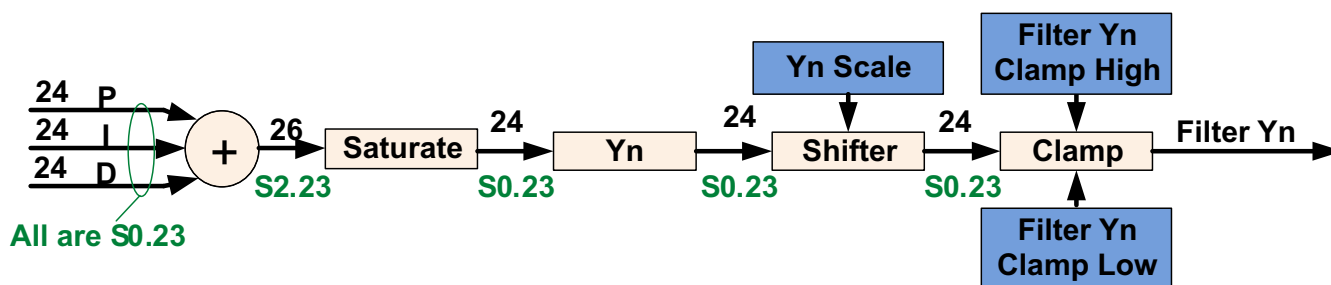 Filter Yn
Clamp High
Yn Scale
24 P
24 I
24 D
+
26
Saturate
24
Yn
24
Shifter
24
Clamp
Filter Yn
S2.23
S0.23
S0.23
S0.23
All are S0.23
Filter Yn
Clamp Low